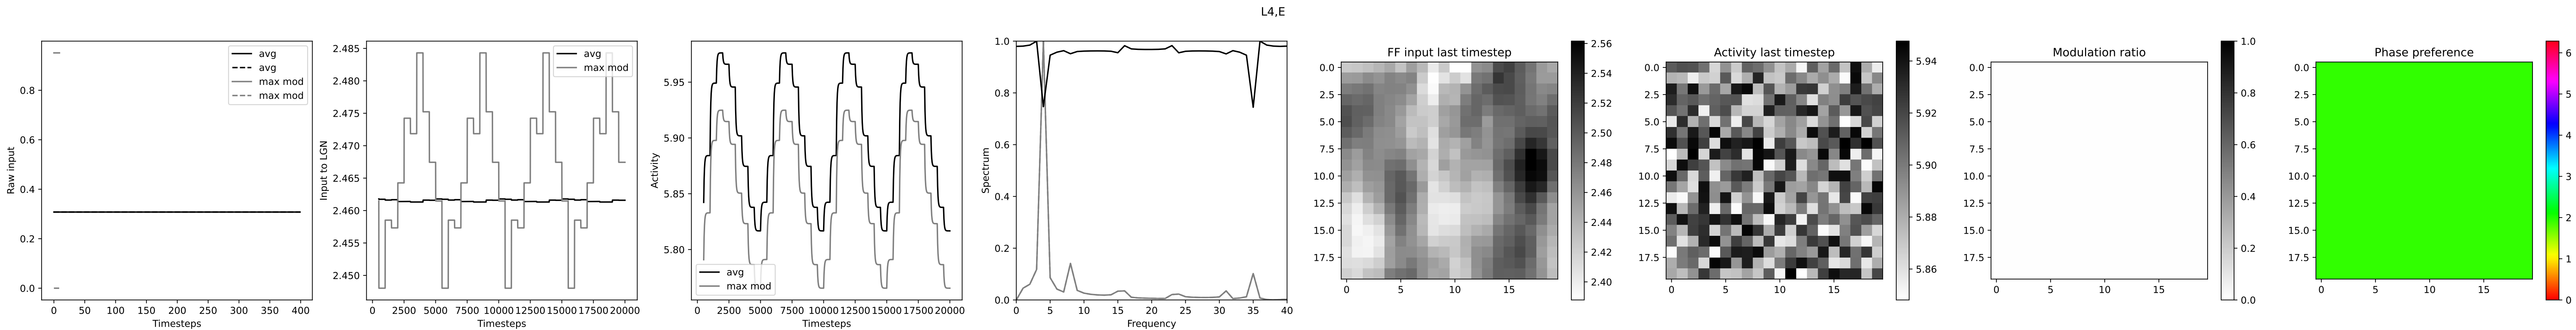 L4,E
Raw input
0.0
0.2
0.4
0.6
0.8
0 50 100 150 200 250 300 350 400
Timesteps
avg
avg
max mod
max mod
Input to LGN
2.450
2.455
2.460
2.465
2.470
2.475
2.480
2.485
0 2500 5000 7500 10000 12500 15000 17500 20000
Timesteps
avg
max mod
Activity
5.80
5.85
5.90
5.95
0 2500 5000 7500 10000 12500 15000 17500 20000
Timesteps
avg
max mod
Spectrum
0.0
0.2
0.4
0.6
0.8
1.0
0 5 10 15 20 25 30 35 40
Frequency
FF input last timestep
0.0
2.5
5.0
7.5
10.0
12.5
15.0
17.5
0 5 10 15
2.56
2.54
2.52
2.50
2.48
2.46
2.44
2.42
2.40
Activity last timestep
0.0
2.5
5.0
7.5
10.0
12.5
15.0
17.5
0 5 10 15
5.94
5.92
5.90
5.88
5.86
Modulation ratio
0.0
2.5
5.0
7.5
10.0
12.5
15.0
17.5
0 5 10 15
1.0
0.8
0.6
0.4
0.2
0.0
Phase preference
0.0
2.5
5.0
7.5
10.0
12.5
15.0
17.5
0 5 10 15
6
5
4
3
2
1
0